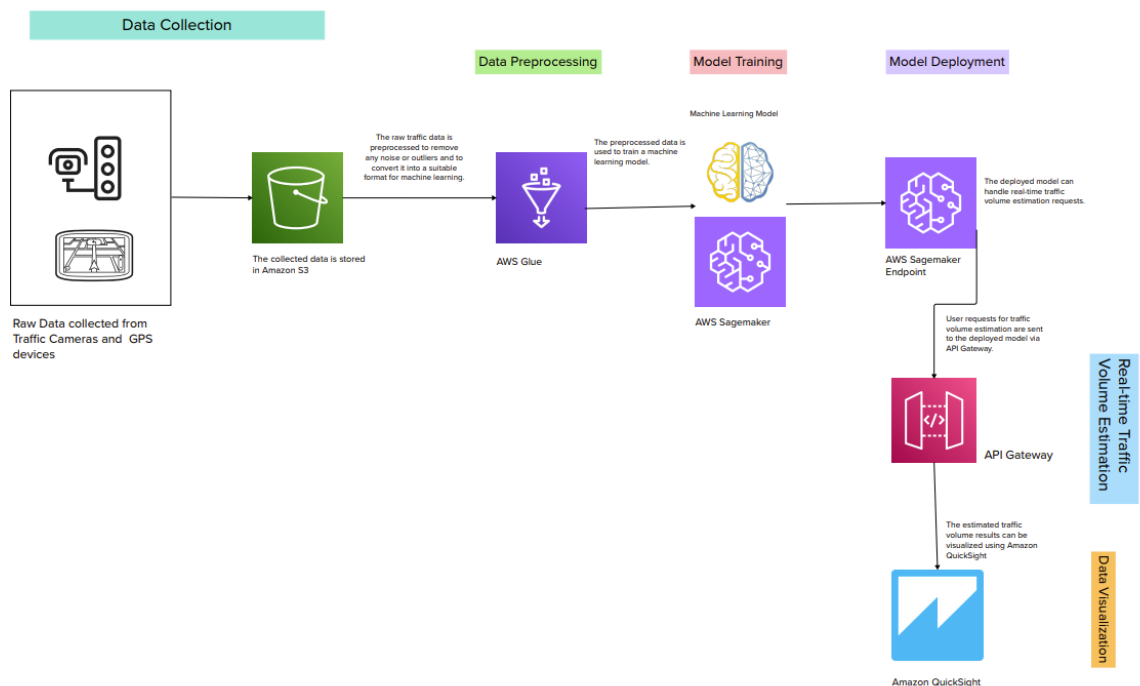 Data Collection
Data Preprocessing
Model Training
Model Deployment
Machine Learning Model
The raw traffic data is
preprocessed to remove
any noise or outliers and to
convert it into a suitable
format for machine learning.
The preprocessed data is
used to train a machine
learning model.
The deployed model can
handle real-time traffic
volume estimation requests.
The collected data is stored
in Amazon S3
AWS Glue
AWS Sagemaker
AWS Sagemaker
Endpoint
Raw Data collected from
Traffic Cameras and GPS
devices
User requests for traffic
volume estimation are sent
to the deployed model via
API Gateway.
</>
API Gateway
Real-time Traffic
Volume Estimation
The estimated traffic
volume results can be
visualized using Amazon
QuickSight
Data Visualization
Amazon QuickSight